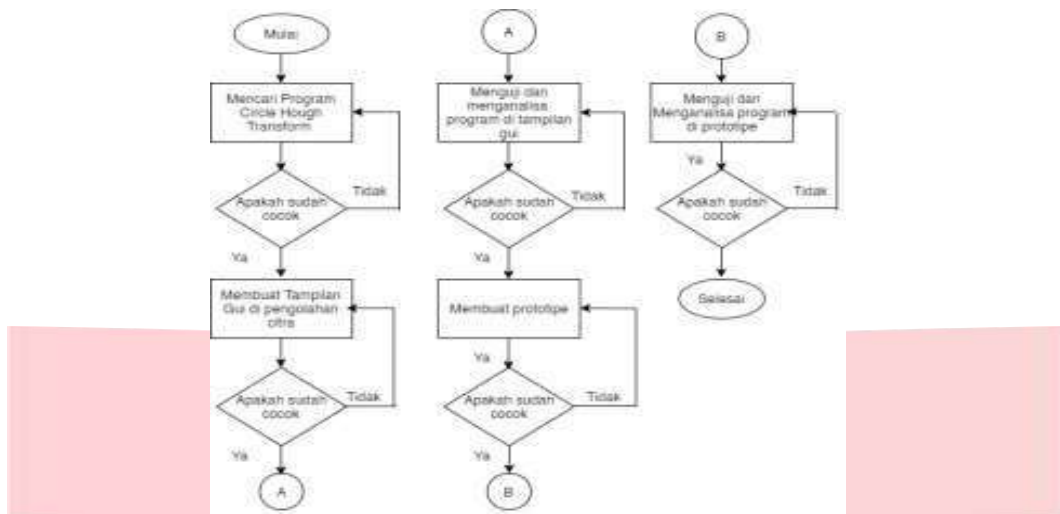 Mulai
Mencari Program
Circle Hough
Transform
Tidak
Apakah sudah
cocok
Ya
Membuat Tampilan
Gui di pengolahan
citra
Apakah sudah
cocok
Tidak
Ya
A
A
Menguji dan
menganalisa
program di tampilan
gui
Tidak
Apakah sudah
cocok
Ya
Membuat prototipe
Ya
Apakah sudah
cocok
Tidak
Ya
B
B
Menguji dan
Menganalisa program
di prototipe
Ya
Tidak
Apakah sudah
cocok
Selesai